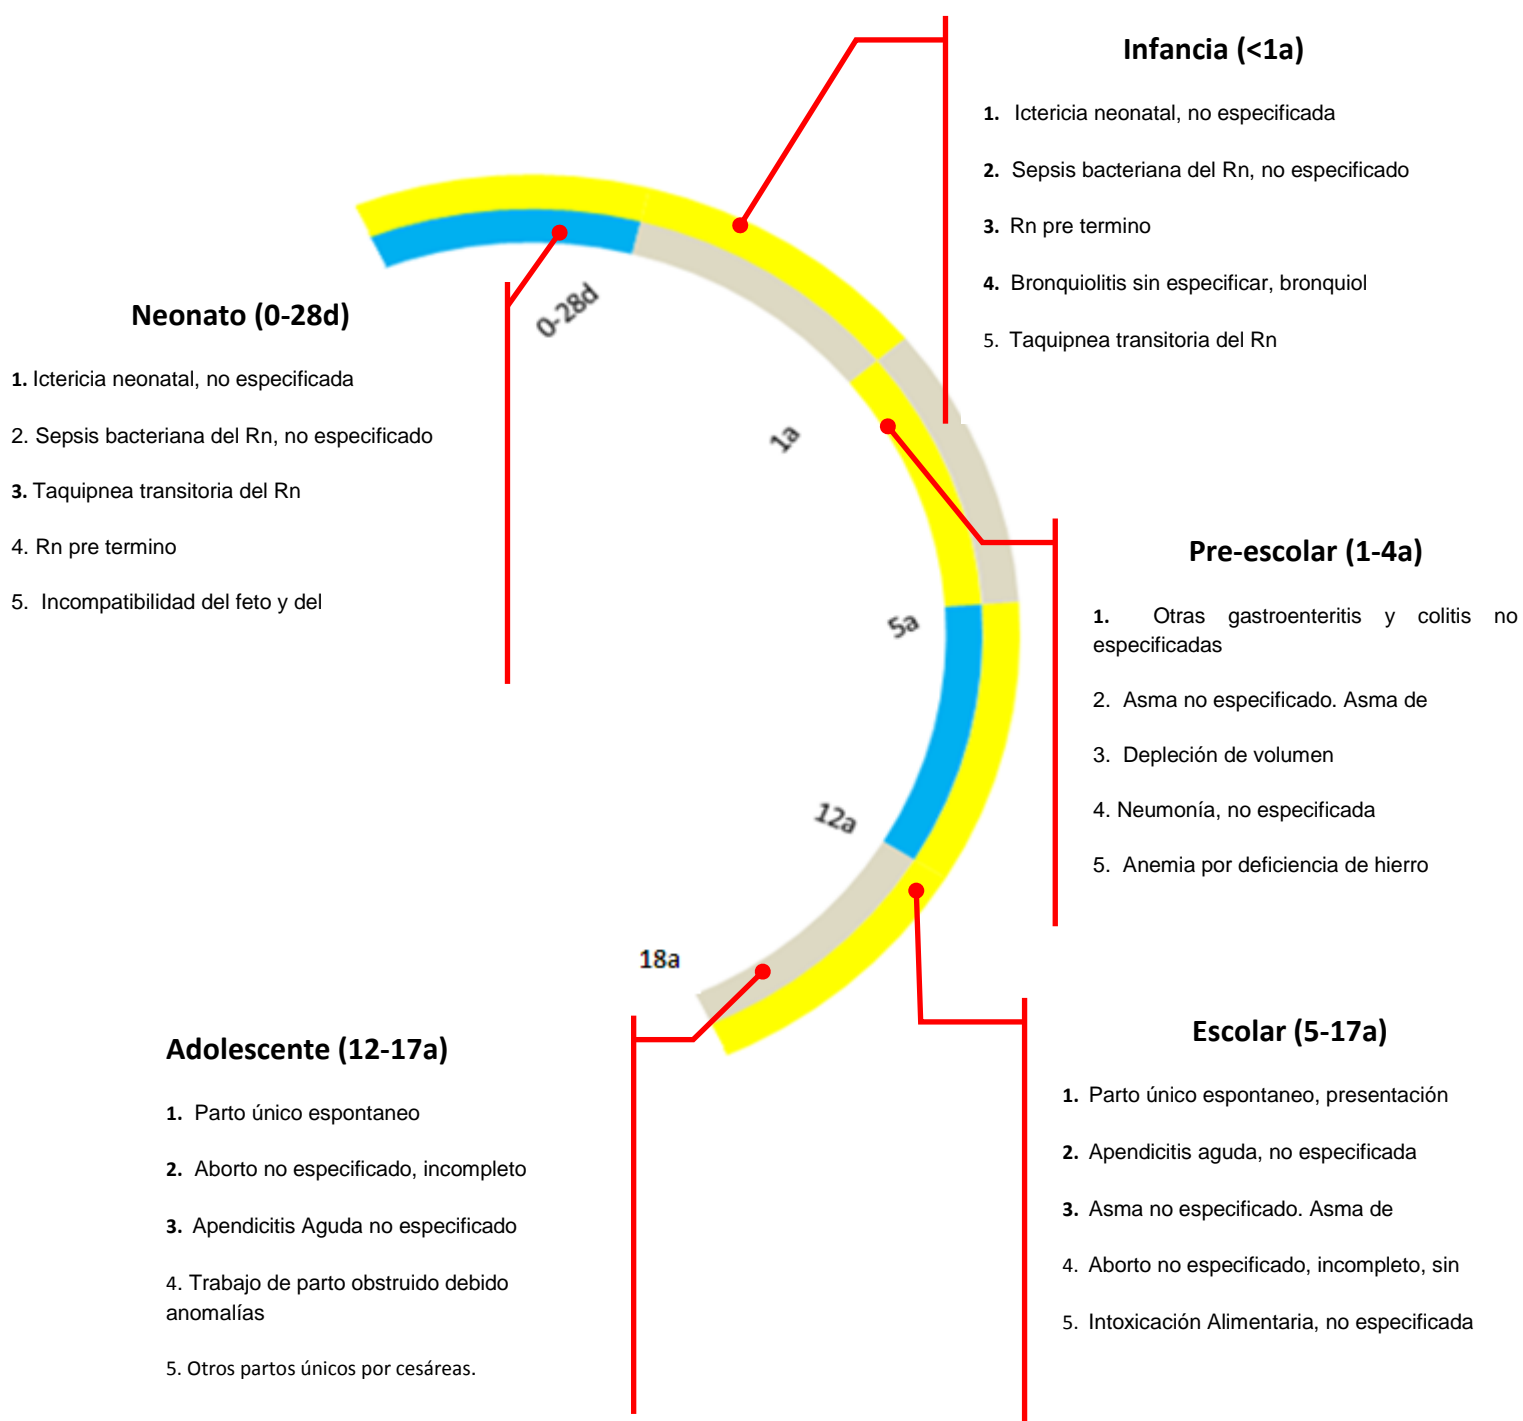 Infancia (<1a)
1. Ictericia neonatal, no especificada
2. Sepsis bacteriana del Rn, no especificado
3. Rn pre termino
4. Bronquiolitis sin especificar, bronquiol
5. Taquipnea transitoria del Rn
Neonato (0-28d)
1. Ictericia neonatal, no especificada
2. Sepsis bacteriana del Rn, no especificado
3. Taquipnea transitoria del Rn
4. Rn pre termino
5. Incompatibilidad del feto y del
0-28d
1a
5a
12a
18a
Pre-escolar (1-4a)
1. Otras gastroenteritis y colitis no
especificadas
2. Asma no especificado. Asma de
3. Depleción de volumen
4. Neumonía, no especificada
5. Anemia por deficiencia de hierro
Adolescente (12-17a)
1. Parto único espontaneo
2. Aborto no especificado, incompleto
3. Apendicitis Aguda no especificado
4. Trabajo de parto obstruido debido
anomalías
5. Otros partos únicos por cesáreas.
Escolar (5-17a)
1. Parto único espontaneo, presentación
2. Apendicitis aguda, no especificada
3. Asma no especificado. Asma de
4. Aborto no especificado, incompleto, sin
5. Intoxicación Alimentaria, no especificada